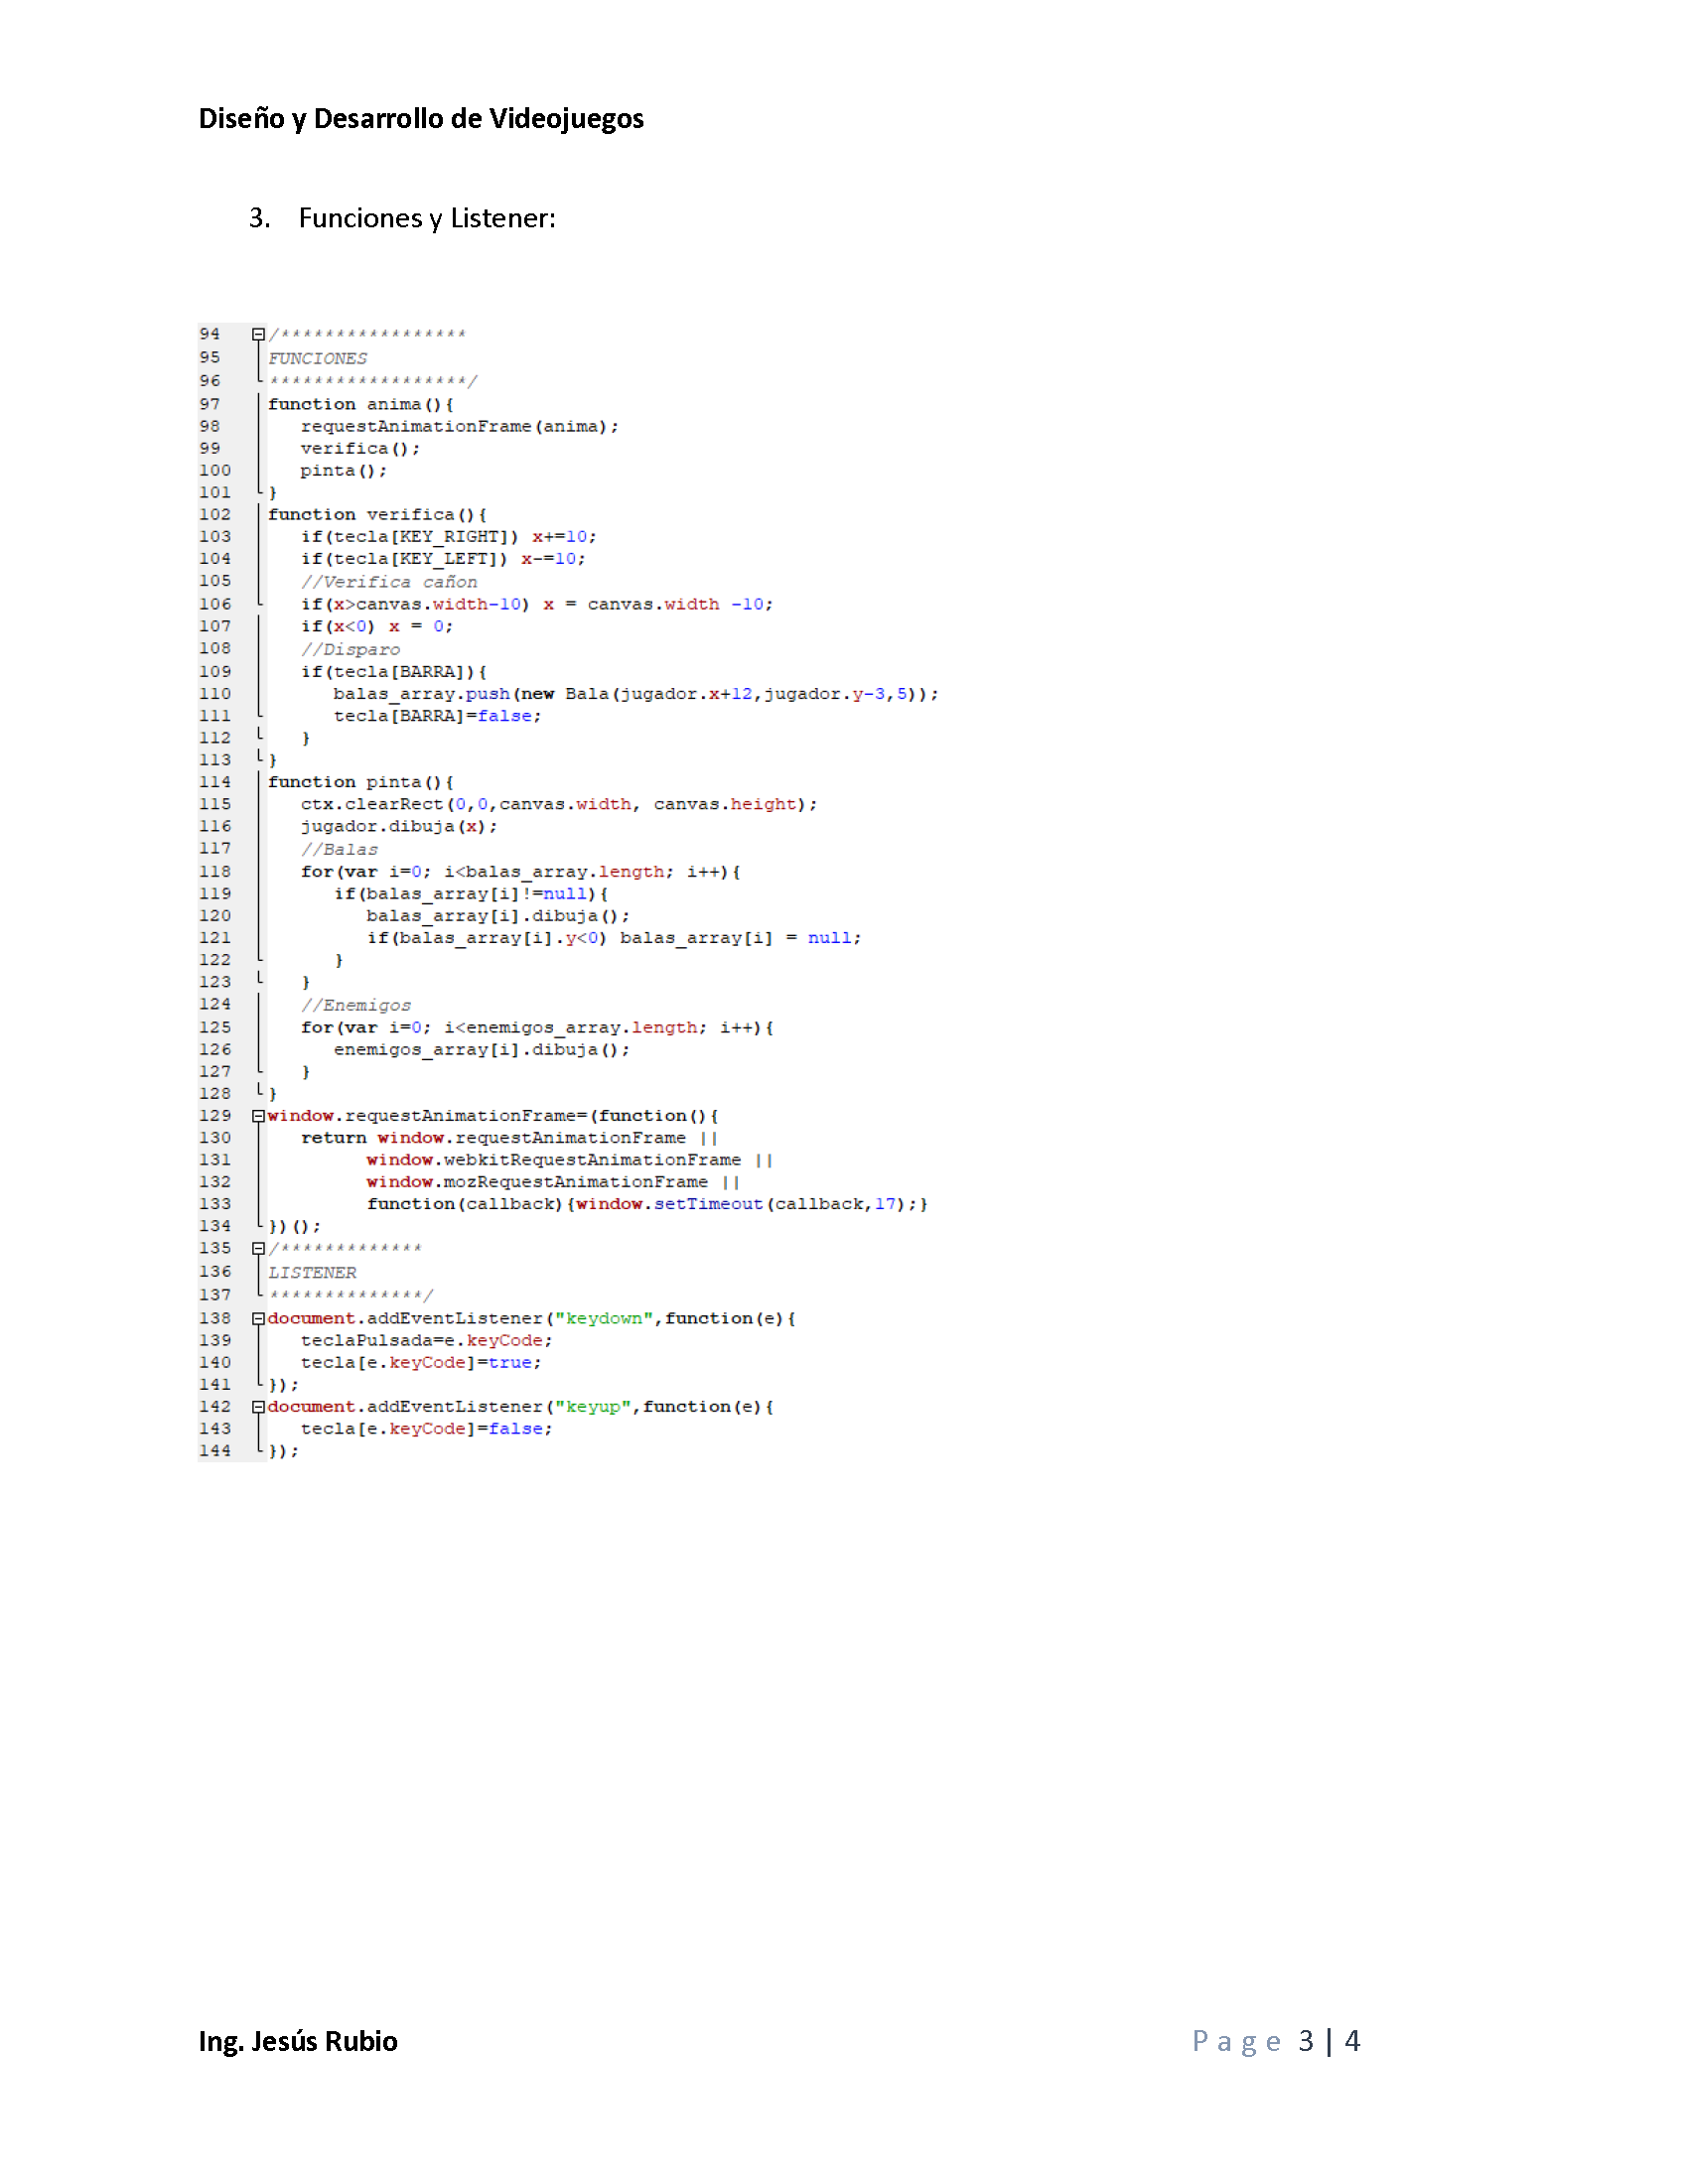 Diseño y Desarrollo de Videojuegos
3. Funciones y Listener:
94 /*****************
95 FUNCIONES
96 ******************/
97 function anima(){
98 requestAnimationFrame(anima);
99 verifica();
100 pinta();
101 }
102 function verifica(){
103 if(tecla[KEY_RIGHT]) x+=10;
104 if(tecla[KEY_LEFT]) x-=10;
105 //Verifica cañon
106 if(x>canvas.width-10) x = canvas.width -10;
107 if(x<0) x = 0;
108 //Disparo
109 if(tecla[BARRA]){
110 balas_array.push(new Bala(jugador.x+12,jugador.y-3,5));
111 tecla[BARRA]=false;
112 }
113 }
114 function pinta(){
115 ctx.clearRect(0,0,canvas.width, canvas.height);
116 jugador.dibuja(x);
117 //Balas
118 for(var i=0; i<balas_array.length; i++){
119 if(balas_array[i]!=null){
120 balas_array[i].dibuja();
121 if(balas_array[i].y<0) balas_array[i] = null;
122 }
123 }
124 //Enemigos
125 for(var i=0; i<enemigos_array.length; i++){
126 enemigos_array[i].dibuja();
127 }
128 }
129 window.requestAnimationFrame=(function(){
130 return window.requestAnimationFrame ||
131 window.webkitRequestAnimationFrame ||
132 window.mozRequestAnimationFrame ||
133 function(callback){window.setTimeout(callback,17);}
134 })();
135 /*************
136 LISTENER
137 **************/
138 document.addEventListener("keydown",function(e){
139 teclaPulsada=e.keyCode;
140 tecla[e.keyCode]=true;
141 });
142 document.addEventListener("keyup",function(e){
143 tecla[e.keyCode]=false;
144 });
Ing. Jesús Rubio Page 3 | 4